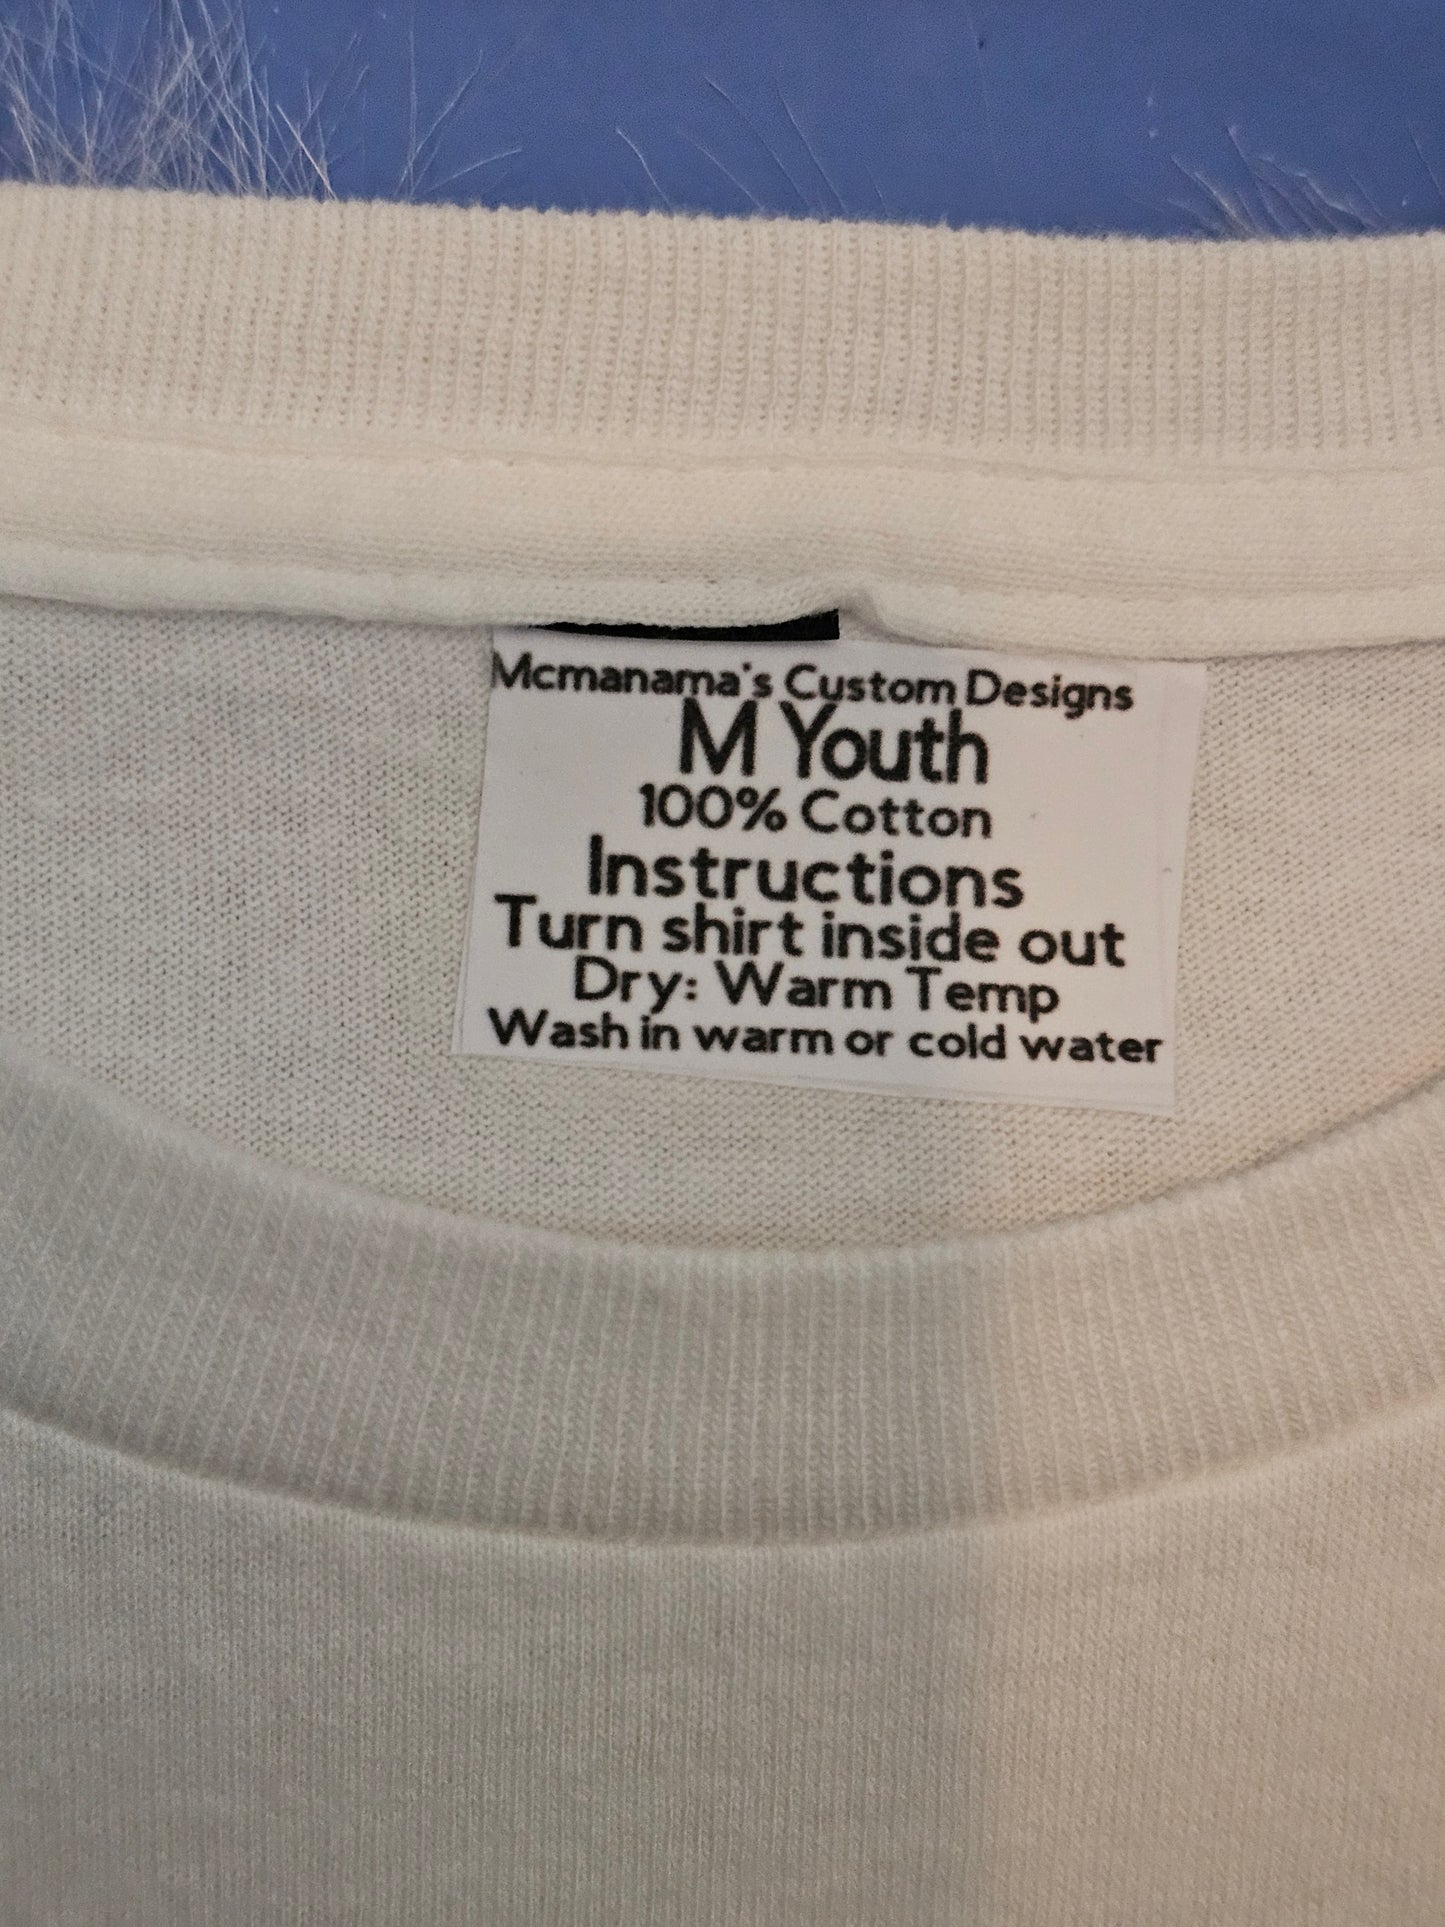 Mcmanama's Custom Designs
M Youth
100% Cotton
Instructions
Turn shirt inside out
Dry: Warm Temp
Wash in warm or cold water